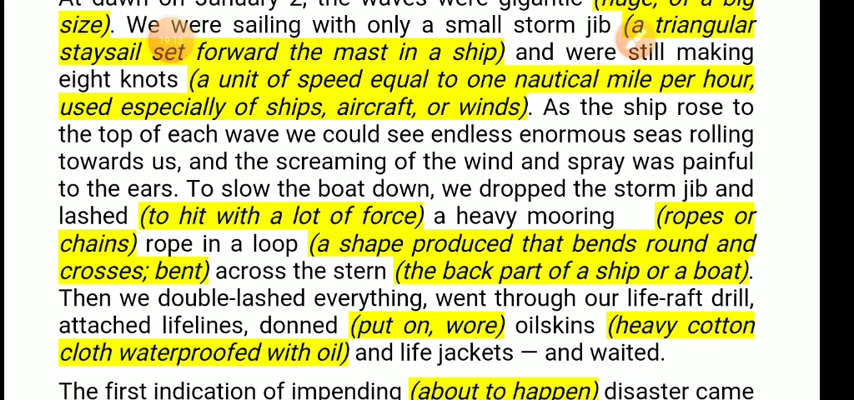 At dawn on January 2, the waves were gigantic (huge, of a big
size). We were sailing with only a small storm jib (a triangular
staysail set forward the mast in a ship) and were still making
eight knots (a unit of speed equal to one nautical mile per hour,
used especially of ships, aircraft, or winds). As the ship rose to
the top of each wave we could see endless enormous seas rolling
towards us, and the screaming of the wind and spray was painful
to the ears. To slow the boat down, we dropped the storm jib and
lashed (to hit with a lot of force) a heavy mooring (ropes or
chains) rope in a loop (a shape produced that bends round and
crosses; bent) across the stern (the back part of a ship or a boat).
Then we double-lashed everything, went through our life-raft drill,
attached lifelines, donned (put on, wore) oilskins (heavy cotton
cloth waterproofed with oil) and life jackets — and waited.
The first indication of impending (about to happen) disaster came